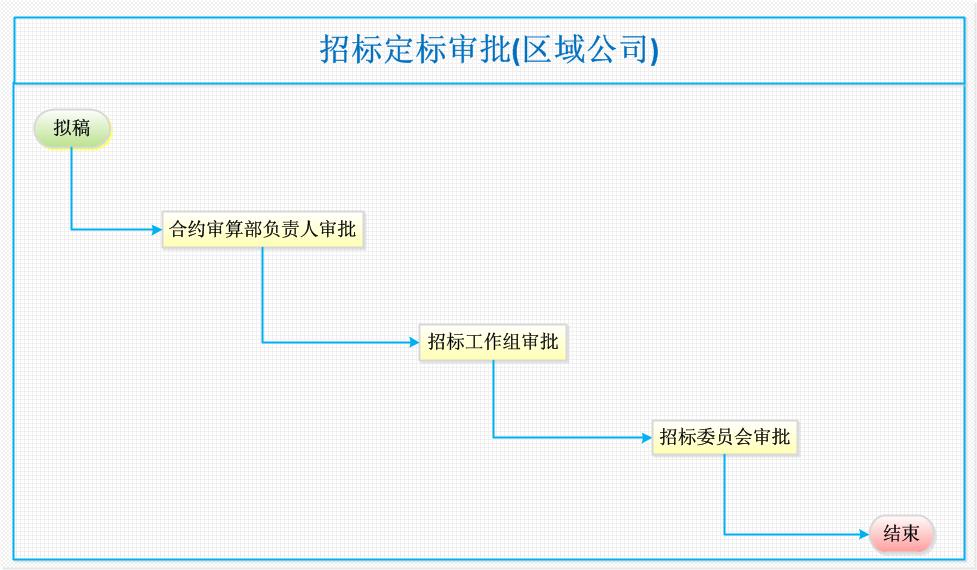 招标定标审批(区域公司)
拟稿
合约审算部负责人审批
招标工作组审批
招标委员会审批
结束